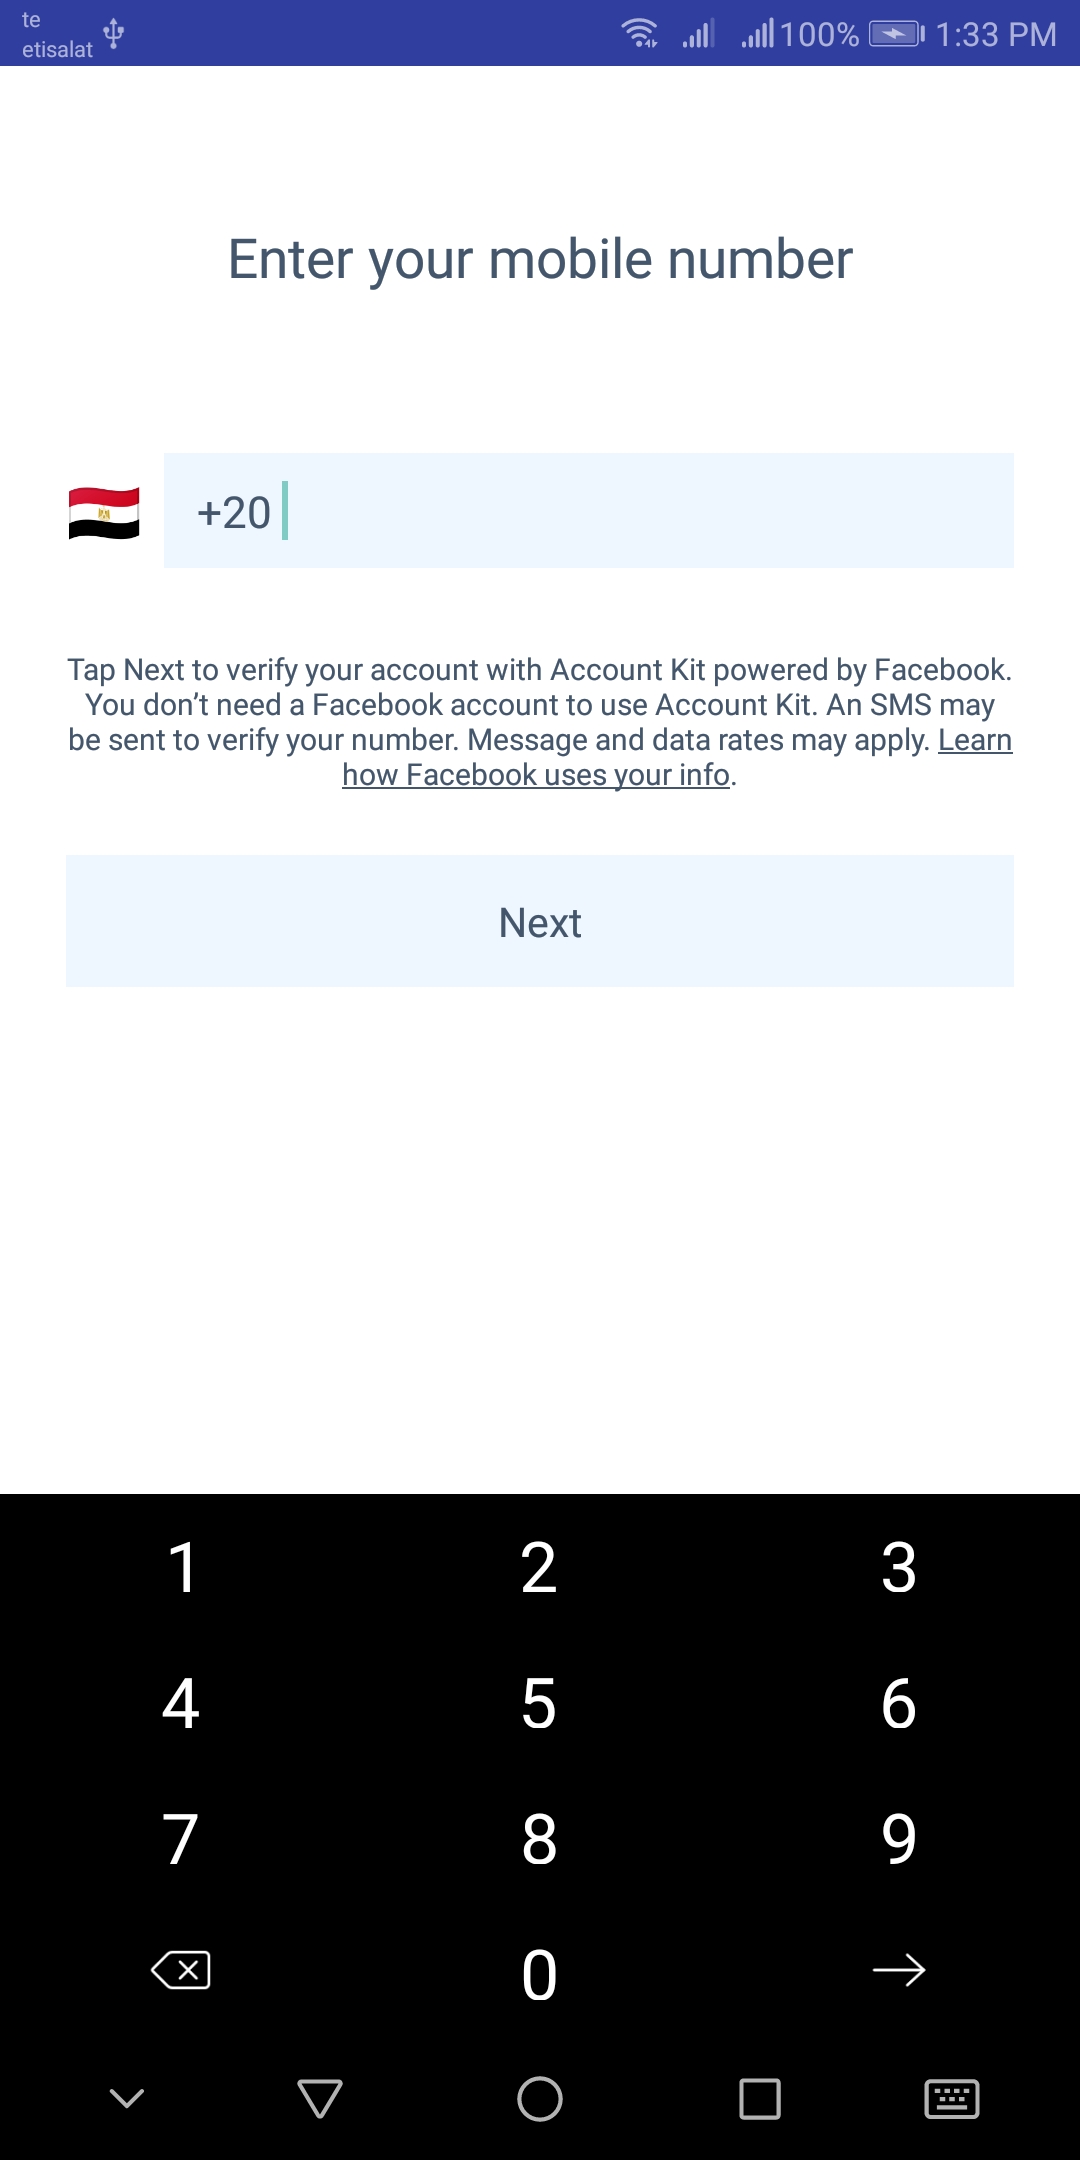 te
etisalat
100%
1:33 PM
Enter your mobile number
+20
Tap Next to verify your account with Account Kit powered by Facebook.
You don’t need a Facebook account to use Account Kit. An SMS may
be sent to verify your number. Message and data rates may apply. Learn
how Facebook uses your info.
Next
1 2 3
4 5 6
7 8 9
0